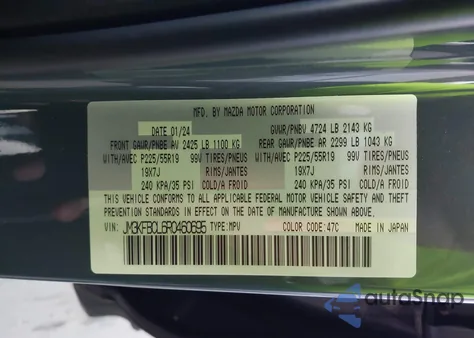 MFD. BY MAZDA MOTOR CORPORATION
DATE 01/24 GVWR/PNBV 4724 LB 2143 KG
FRONT GAWR/PNBE AV 2425 LB 1100 KG REAR GAWR/PNBE AR 2299 LB 1043 KG
WITH/AVEC P225/55R19 99V TIRES/PNEUS WITH/AVEC P225/55R19 99V TIRES/PNEUS
19X7J RIMS/JANTES 19X7J RIMS/JANTES
240 KPA/35 PSI COLD/A FROID 240 KPA/35 PSI COLD/A FROID
THIS VEHICLE CONFORMS TO ALL APPLICABLE FEDERAL MOTOR VEHICLE SAFETY, BUMPER, AND
THEFT PREVENTION STANDARDS IN EFFECT ON THE DATE OF MANUFACTURE SHOWN ABOVE.
VIN: JM3KFBCL6R0460695 TYPE: MPV COLOR CODE: 47C MADE IN JAPAN
autoSnap